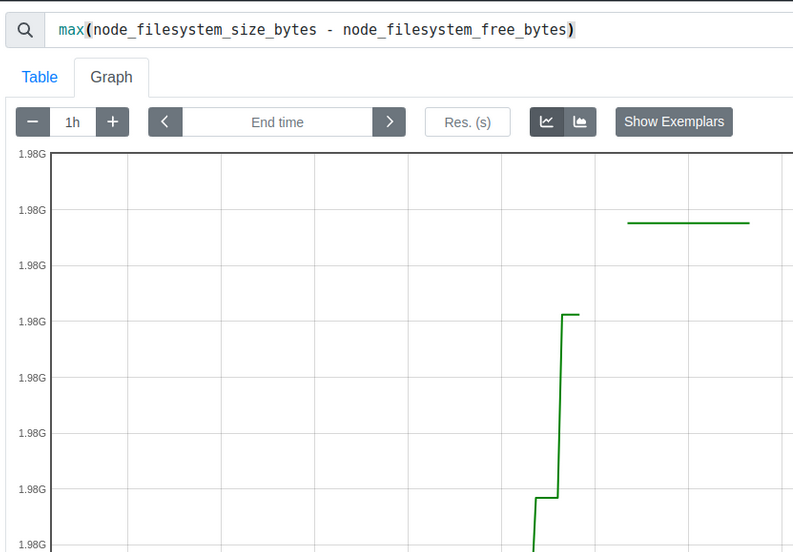 max(node_filesystem_size_bytes - node_filesystem_free_bytes)
Table Graph
1h End time Res. (s) Show Exemplars
1.98G
1.98G
1.98G
1.98G
1.98G
1.98G
1.98G
1.98G